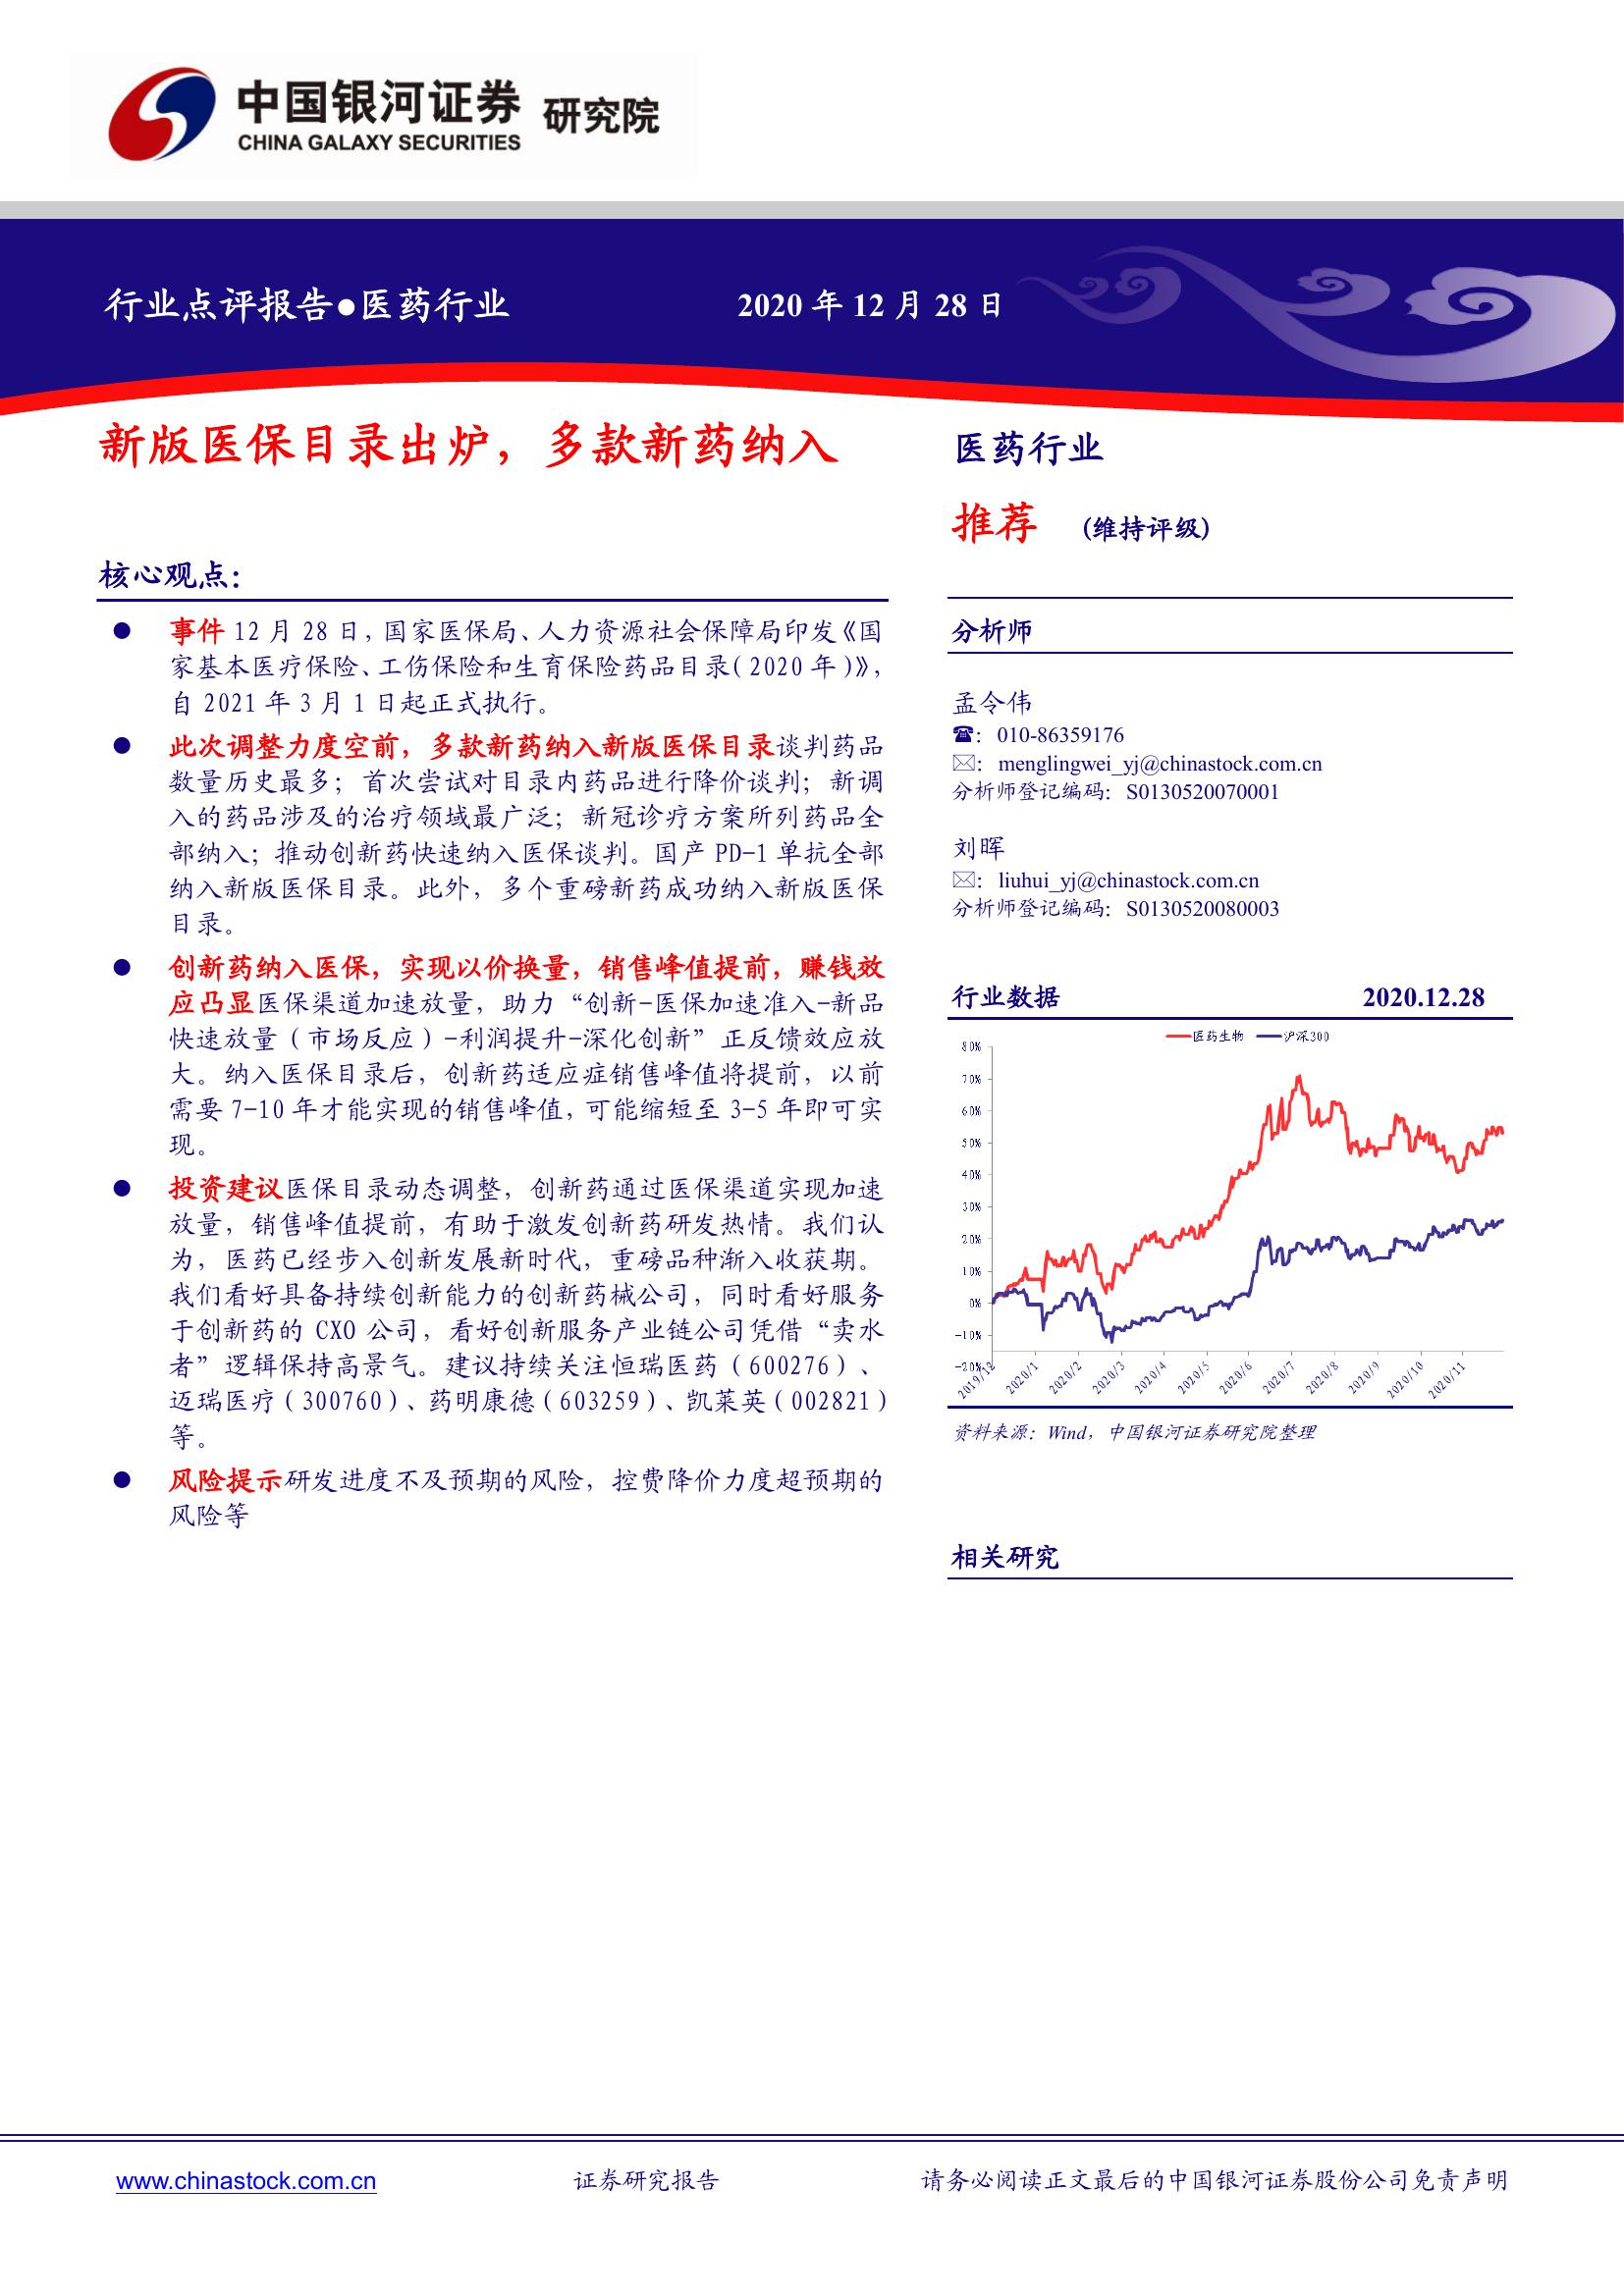 中国银河证券 研究院
CHINA GALAXY SECURITIES
行业点评报告●医药行业 2020 年 12 月 28 日
新版医保目录出炉，多款新药纳入
核心观点：
● 事件 12 月 28 日，国家医保局、人力资源社会保障局印发《国
家基本医疗保险、工伤保险和生育保险药品目录（2020 年）》，
自 2021 年 3 月 1 日起正式执行。
● 此次调整力度空前，多款新药纳入新版医保目录谈判药品
数量历史最多；首次尝试对目录内药品进行降价谈判；新调
入的药品涉及的治疗领域最广泛；新冠诊疗方案所列药品全
部纳入；推动创新药快速纳入医保谈判。国产 PD-1 单抗全部
纳入新版医保目录。此外，多个重磅新药成功纳入新版医保
目录。
● 创新药纳入医保，实现以价换量，销售峰值提前，赚钱效
应凸显医保渠道加速放量，助力“创新-医保加速准入-新品
快速放量（市场反应）-利润提升-深化创新”正反馈效应放
大。纳入医保目录后，创新药适应症销售峰值将提前，以前
需要 7-10 年才能实现的销售峰值，可能缩短至 3-5 年即可实
现。
● 投资建议医保目录动态调整，创新药通过医保渠道实现加速
放量，销售峰值提前，有助于激发创新药研发热情。我们认
为，医药已经步入创新发展新时代，重磅品种渐入收获期。
我们看好具备持续创新能力的创新药械公司，同时看好服务
于创新药的 CXO 公司，看好创新服务产业链公司凭借“卖水
者”逻辑保持高景气。建议持续关注恒瑞医药（600276）、
迈瑞医疗（300760）、药明康德（603259）、凯莱英（002821）
等。
● 风险提示研发进度不及预期的风险，控费降价力度超预期的
风险等
医药行业
推荐 (维持评级)
分析师
孟令伟
☎: 010-86359176
✉: menglingwei_yj@chinastock.com.cn
分析师登记编码：S0130520070001
刘晖
✉: liuhui_yj@chinastock.com.cn
分析师登记编码：S0130520080003
行业数据 2020.12.28
医药生物 沪深300
80%
70%
60%
50%
40%
30%
20%
10%
0%
-10%
-20%
2019/12 2020/1 2020/2 2020/3 2020/4 2020/5 2020/6 2020/7 2020/8 2020/9 2020/10 2020/11
资料来源：Wind，中国银河证券研究院整理
相关研究
www.chinastock.com.cn 证券研究报告 请务必阅读正文最后的中国银河证券股份公司免责声明